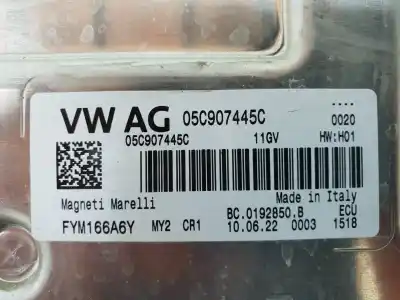 VW AG 05C907445C 0020
05C907445C 11GV HW:H01
Magneti Marelli Made in Italy
BC.0192850.B ECU
FYM166A6Y MY2 CR1 10.06.22 0003 1518